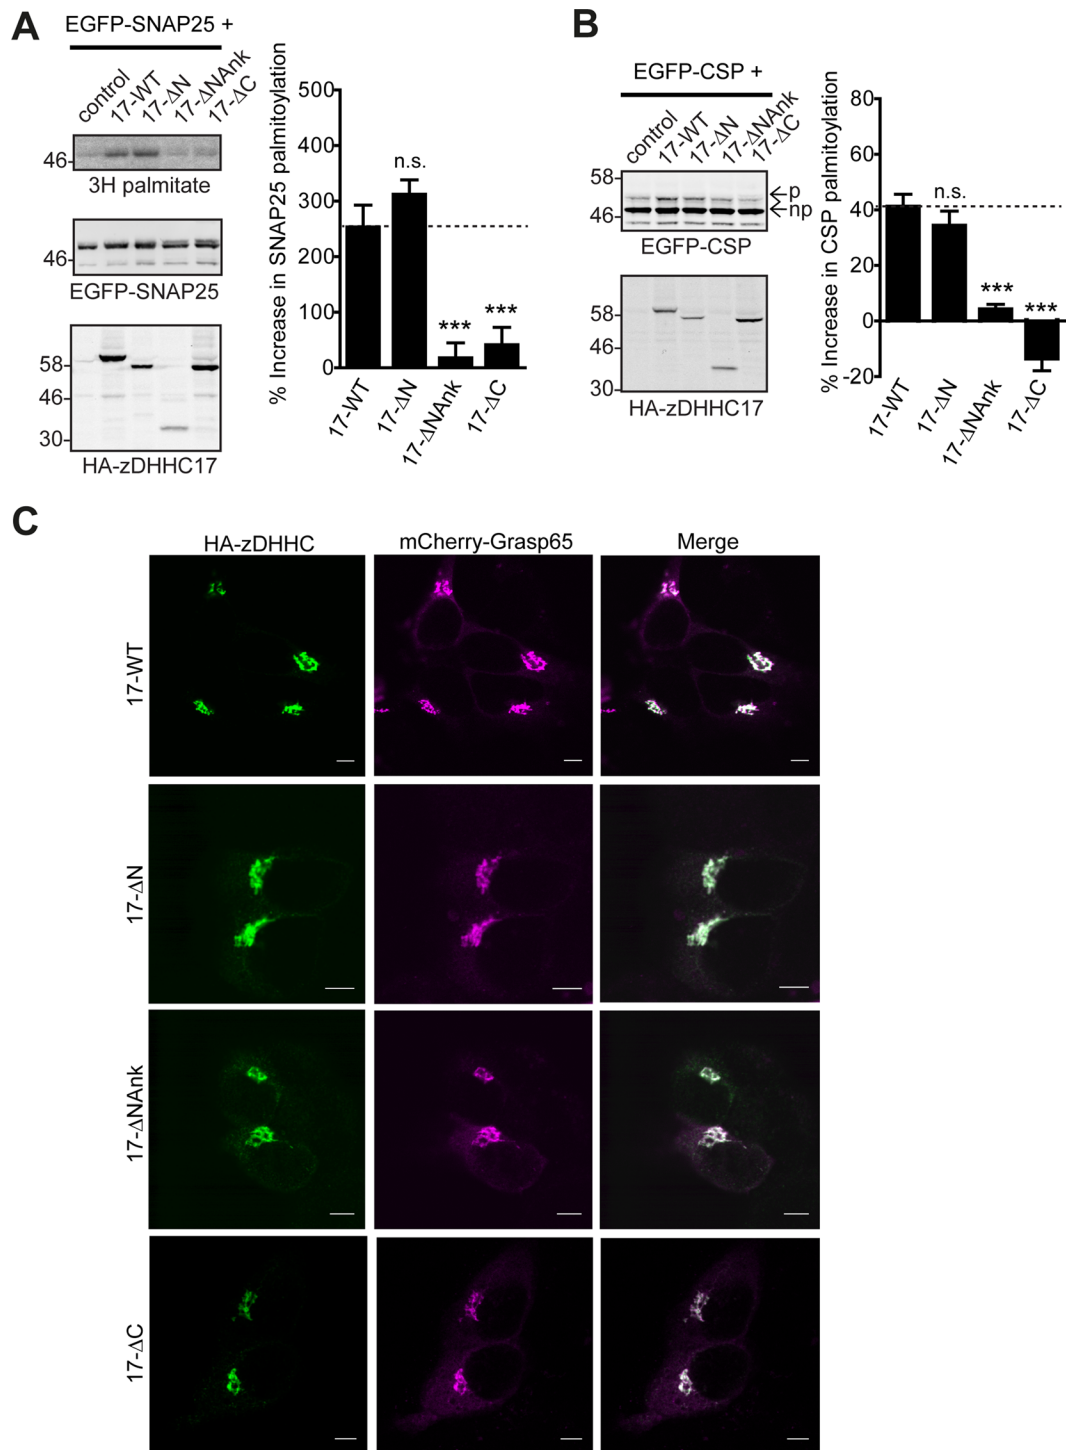 A
EGFP-SNAP25 +
control
17-WT
17-ΔN
17-ΔNAnk
17-ΔC
46
3H palmitate
46
EGFP-SNAP25
58
46
30
HA-zDHHC17
% Increase in SNAP25 palmitoylation
500
400
300
200
100
0
n.s.
***
***
17-WT
17-ΔN
17-ΔNAnk
17-ΔC
B
EGFP-CSP +
control
17-WT
17-ΔN
17-ΔNAnk
17-ΔC
58
46
p
np
EGFP-CSP
58
46
30
HA-zDHHC17
% Increase in CSP palmitoylation
80
60
40
20
0
-20
n.s.
***
***
17-WT
17-ΔN
17-ΔNAnk
17-ΔC
C
HA-zDHHC mCherry-Grasp65 Merge
17-WT
17-ΔN
17-ΔNAnk
17-ΔC